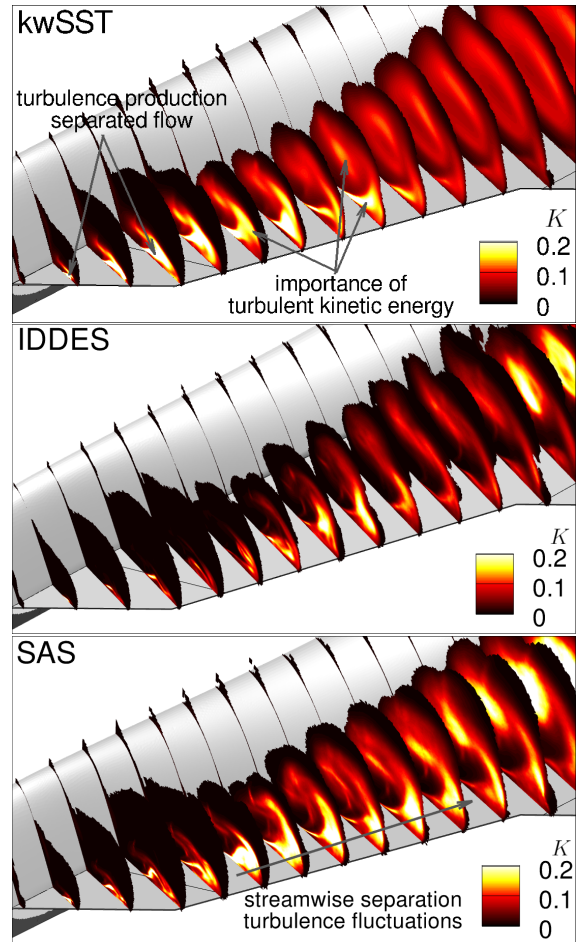 kwSST
turbulence production
separated flow
K
0.2
0.1
0
importance of
turbulent kinetic energy
IDDES
K
0.2
0.1
0
SAS
K
0.2
0.1
0
streamwise separation
turbulence fluctuations